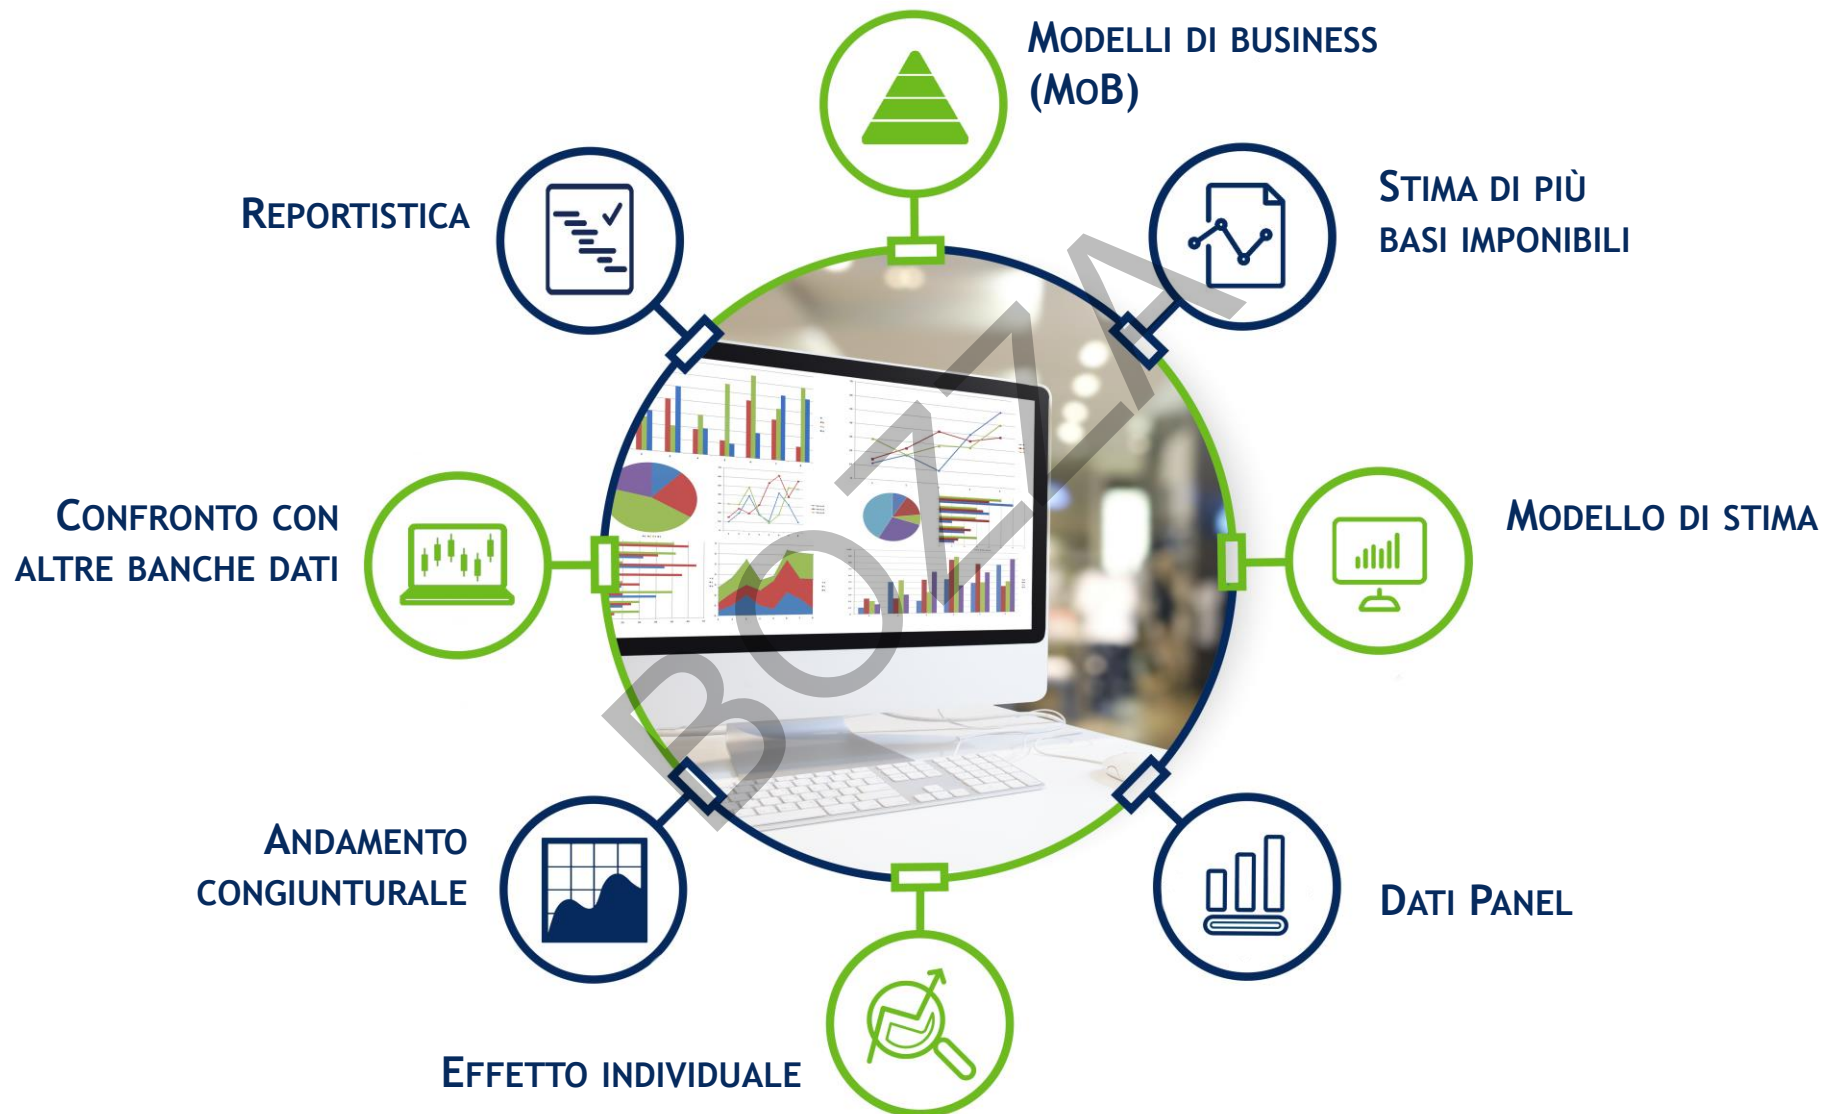 MODELLI DI BUSINESS
(MOB)
STIMA DI PIÙ
BASI IMPONIBILI
MODELLO DI STIMA
DATI PANEL
EFFETTO INDIVIDUALE
ANDAMENTO
CONGIUNTURALE
CONFRONTO CON
ALTRE BANCHE DATI
REPORTISTICA
BOZZA